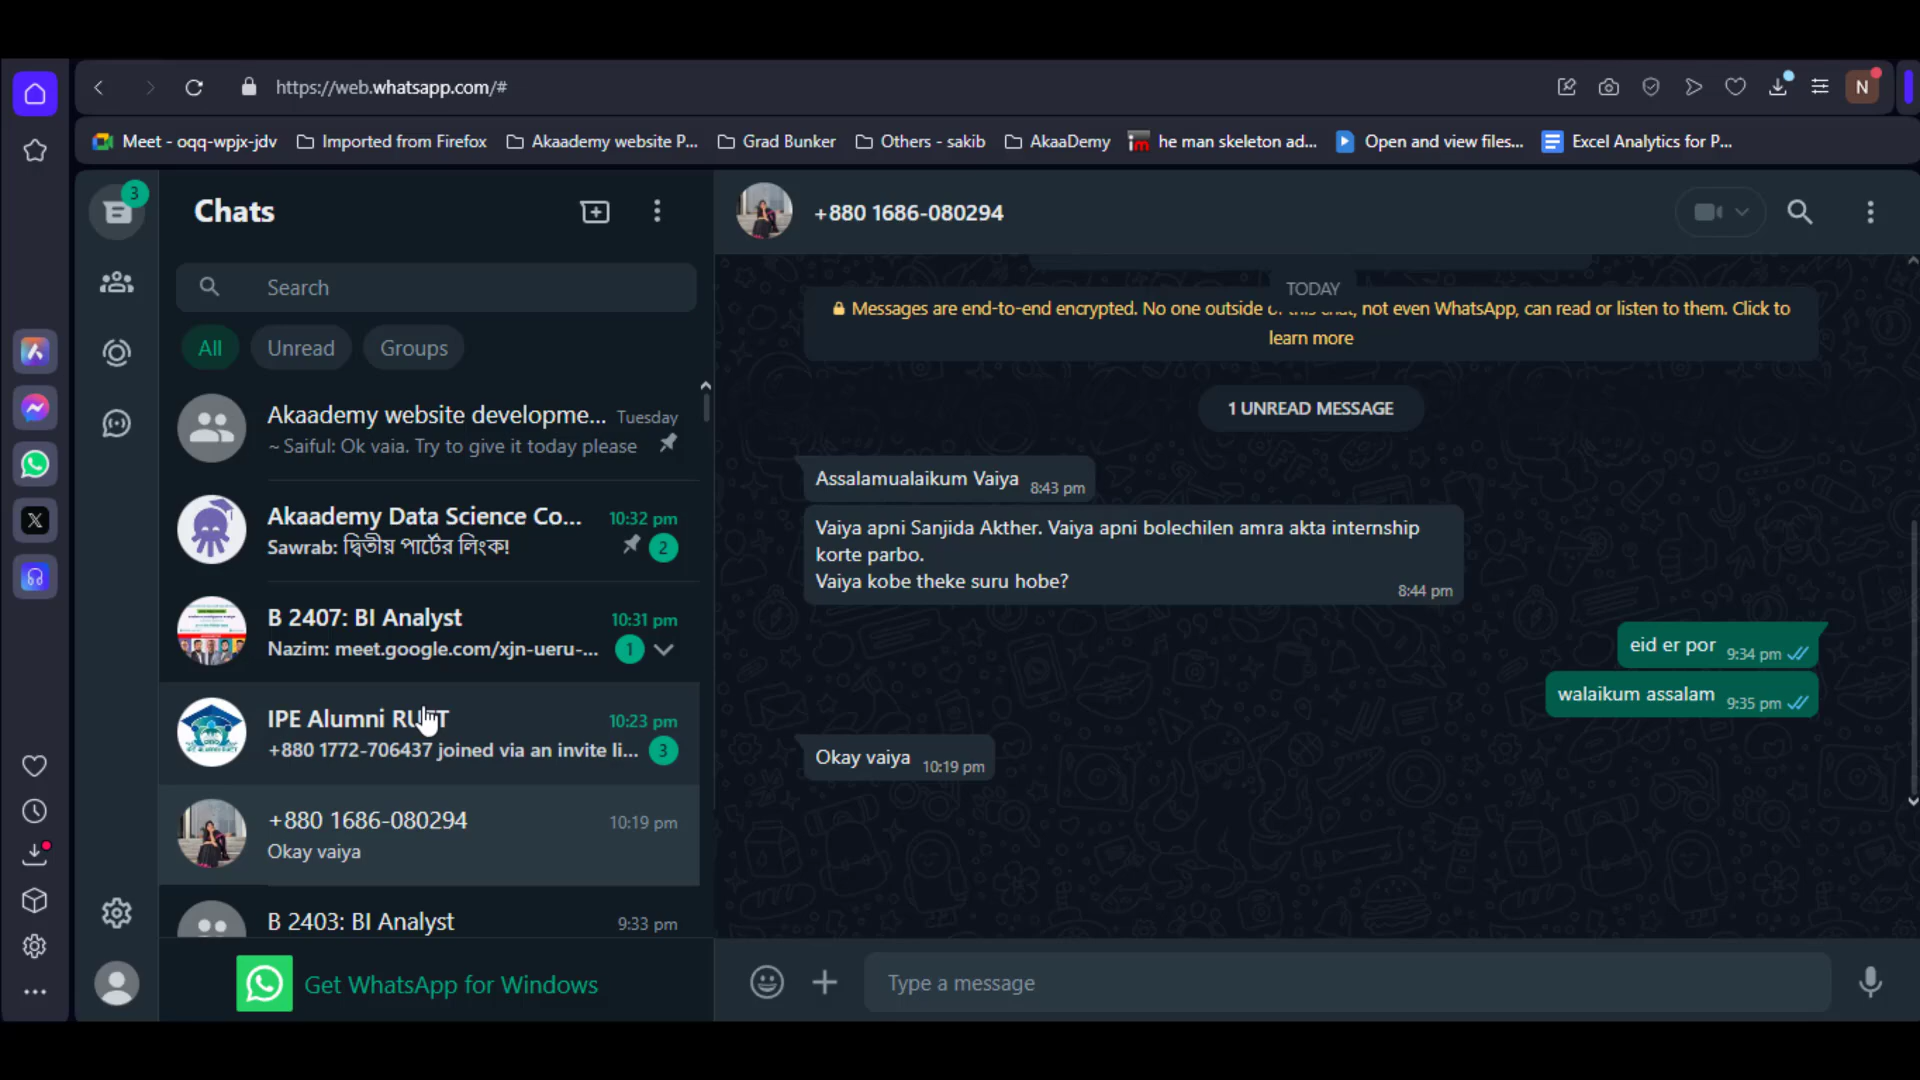 https://web.whatsapp.com/#
N
Meet - oqq-wpjx-jdv
Imported from Firefox
Akaademy website P...
Grad Bunker
Others - sakib
AkaaDemy
he man skeleton ad...
Open and view files...
Excel Analytics for P...
3
Chats
Search
All
Unread
Groups
Akaademy website developme...
Tuesday
~ Saiful: Ok vaia. Try to give it today please
Akaademy Data Science Co...
10:32 pm
Sawrab: দ্বিতীয় পার্টের লিংক!
2
B 2407: BI Analyst
10:31 pm
Nazim: meet.google.com/xjn-ueru-...
1
IPE Alumni RUET
10:23 pm
+880 1772-706437 joined via an invite li...
3
+880 1686-080294
10:19 pm
Okay vaiya
B 2403: BI Analyst
9:33 pm
Get WhatsApp for Windows
+880 1686-080294
TODAY
Messages are end-to-end encrypted. No one outside of this chat, not even WhatsApp, can read or listen to them. Click to
learn more
1 UNREAD MESSAGE
Assalamualaikum Vaiya
8:43 pm
Vaiya apni Sanjida Akther. Vaiya apni bolechilen amra akta internship
korte parbo.
Vaiya kobe theke suru hobe?
8:44 pm
eid er por
9:34 pm
walaikum assalam
9:35 pm
Okay vaiya
10:19 pm
Type a message